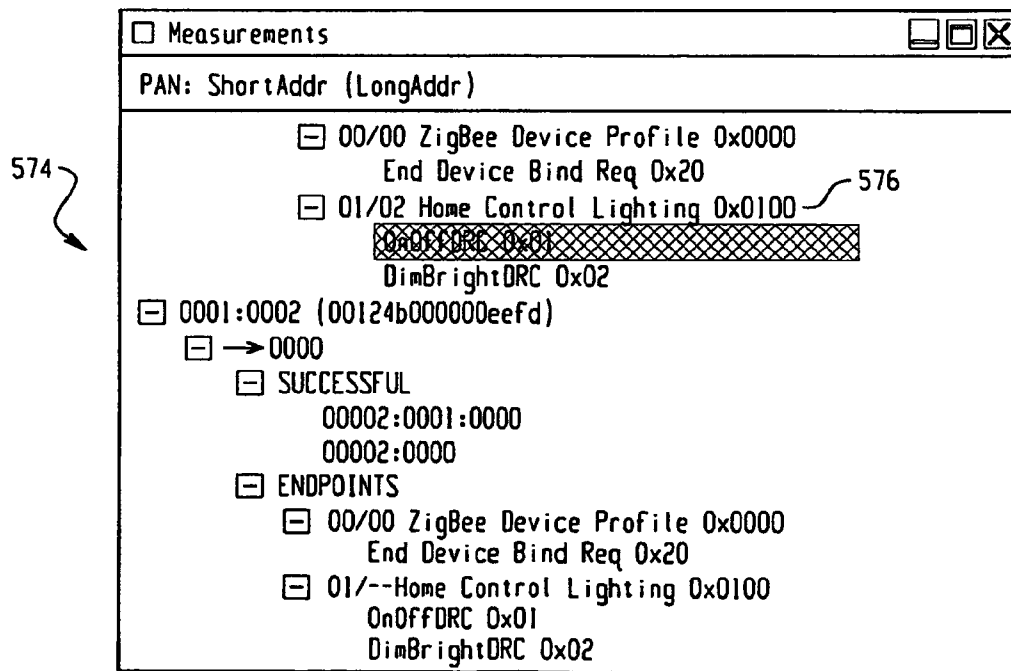 Measurements
PAN: ShortAddr (LongAddr)
00/00 ZigBee Device Profile 0x0000
End Device Bind Req 0x20
574
576
01/02 Home Control Lighting 0x0100
OnOffDRC 0x01
DimBrightDRC 0x02
0001:0002 (00124b000000eefd)
→0000
SUCCESSFUL
00002:0001:0000
00002:0000
ENDPOINTS
00/00 ZigBee Device Profile 0x0000
End Device Bind Req 0x20
01/--Home Control Lighting 0x0100
OnOffDRC 0x01
DimBrightDRC 0x02